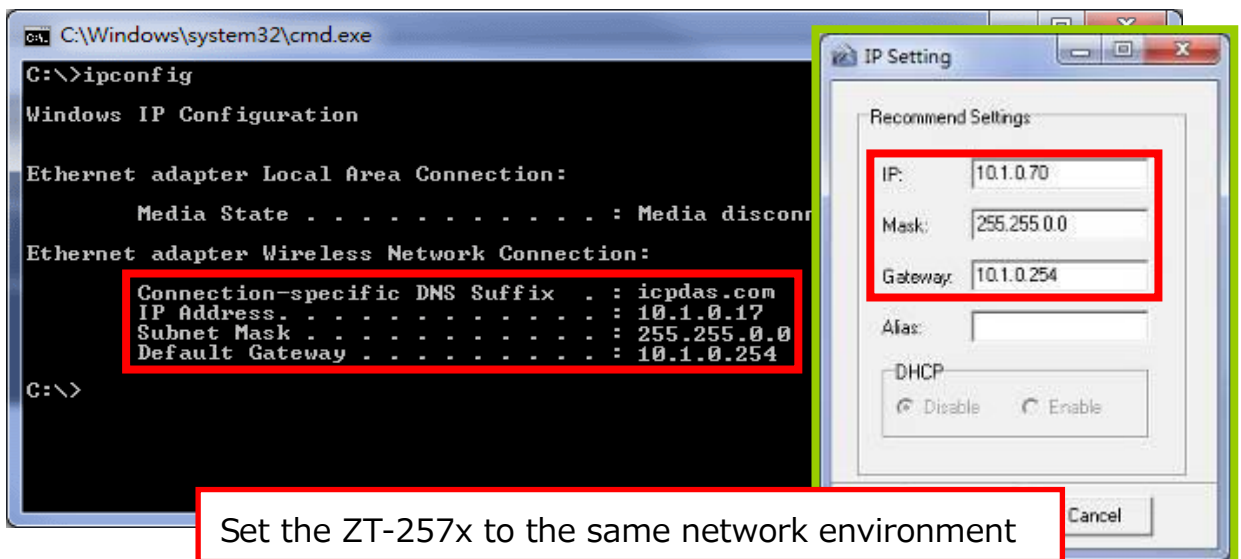 C:\Windows\system32\cmd.exe
C:\>ipconfig
Windows IP Configuration
Ethernet adapter Local Area Connection:
Media State . . . . . . . . . . . : Media disconn
Ethernet adapter Wireless Network Connection:
Connection-specific DNS Suffix . : icpdas.com
IP Address. . . . . . . . . . . . : 10.1.0.17
Subnet Mask . . . . . . . . . . . : 255.255.0.0
Default Gateway . . . . . . . . . : 10.1.0.254
C:\>
IP Setting
Recommend Settings
IP: 10.1.0.70
Mask: 255.255.0.0
Gateway: 10.1.0.254
Alias:
DHCP
Disable Enable
Cancel
Set the ZT-257x to the same network environment